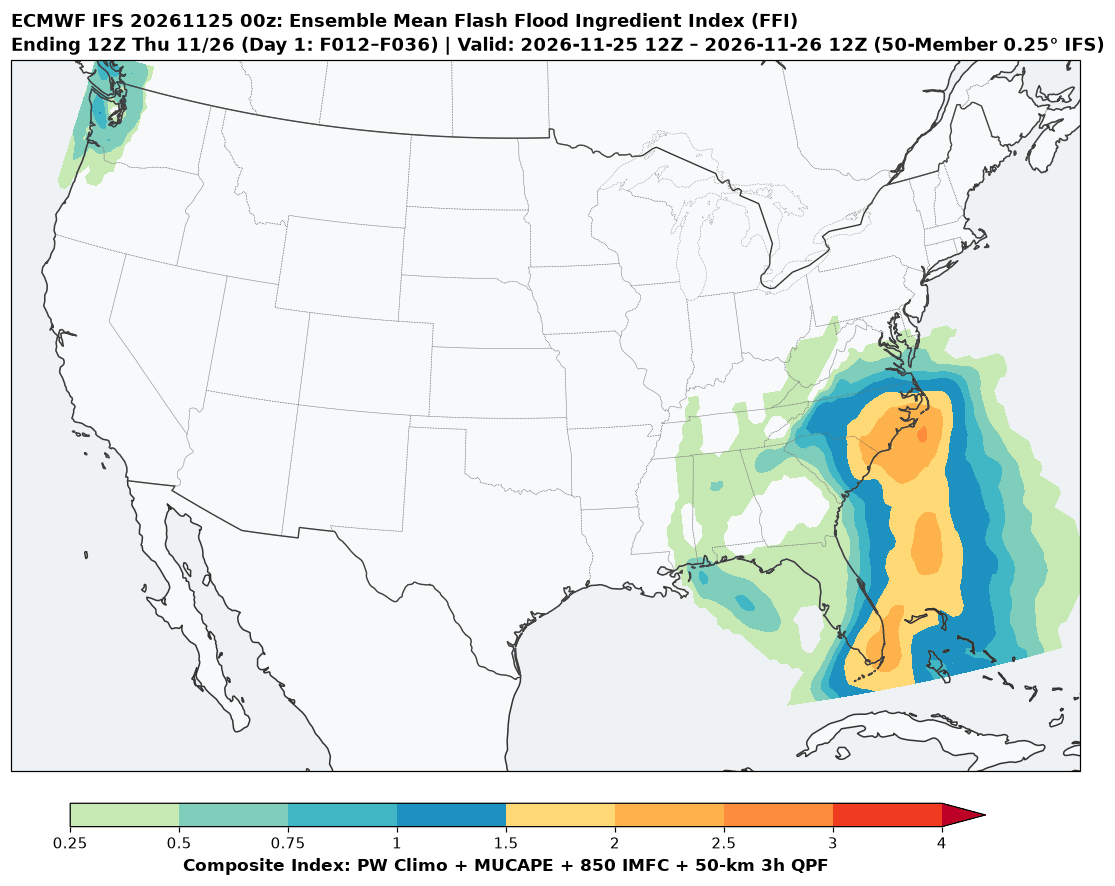 ECMWF IFS 20261125 00z: Ensemble Mean Flash Flood Ingredient Index (FFI)
Ending 12Z Thu 11/26 (Day 1: F012–F036) | Valid: 2026-11-25 12Z – 2026-11-26 12Z (50-Member 0.25° IFS)
0.25 0.5 0.75 1 1.5 2 2.5 3 4
Composite Index: PW Climo + MUCAPE + 850 IMFC + 50-km 3h QPF